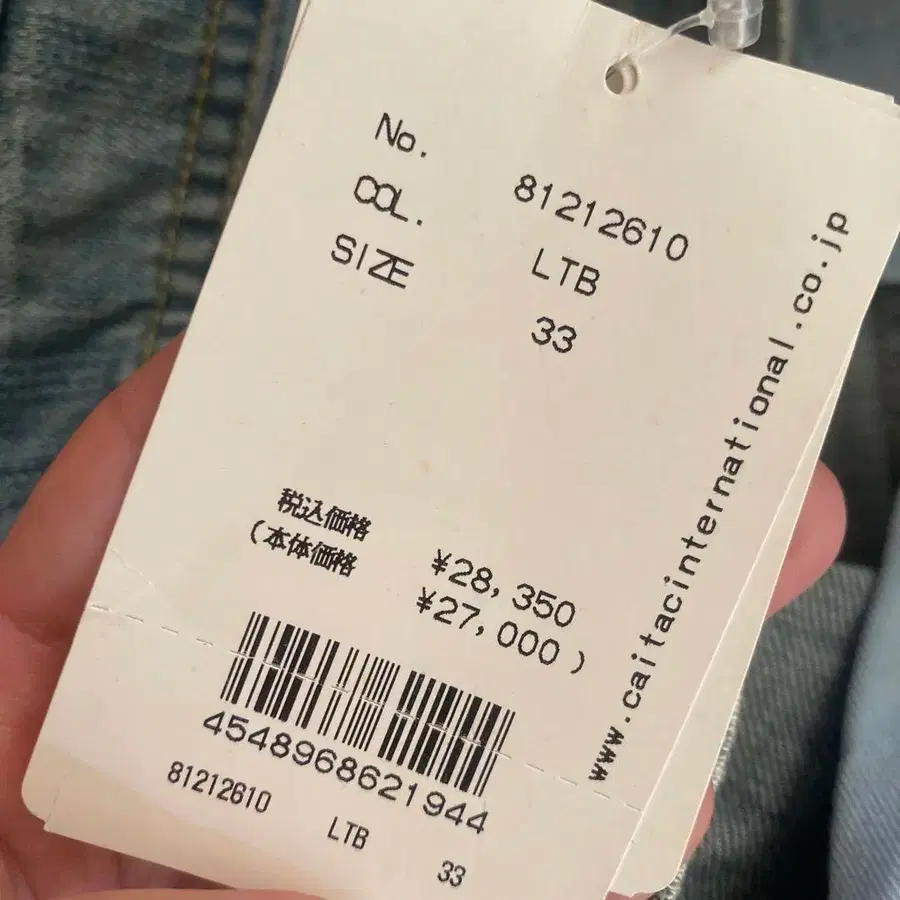 No. 81212610
COL. LTB
SIZE 33
税込価格 ¥28,350
(本体価格 ¥27,000)
4548968621944
81212610 LTB 33
www.caitacinternational.co.jp